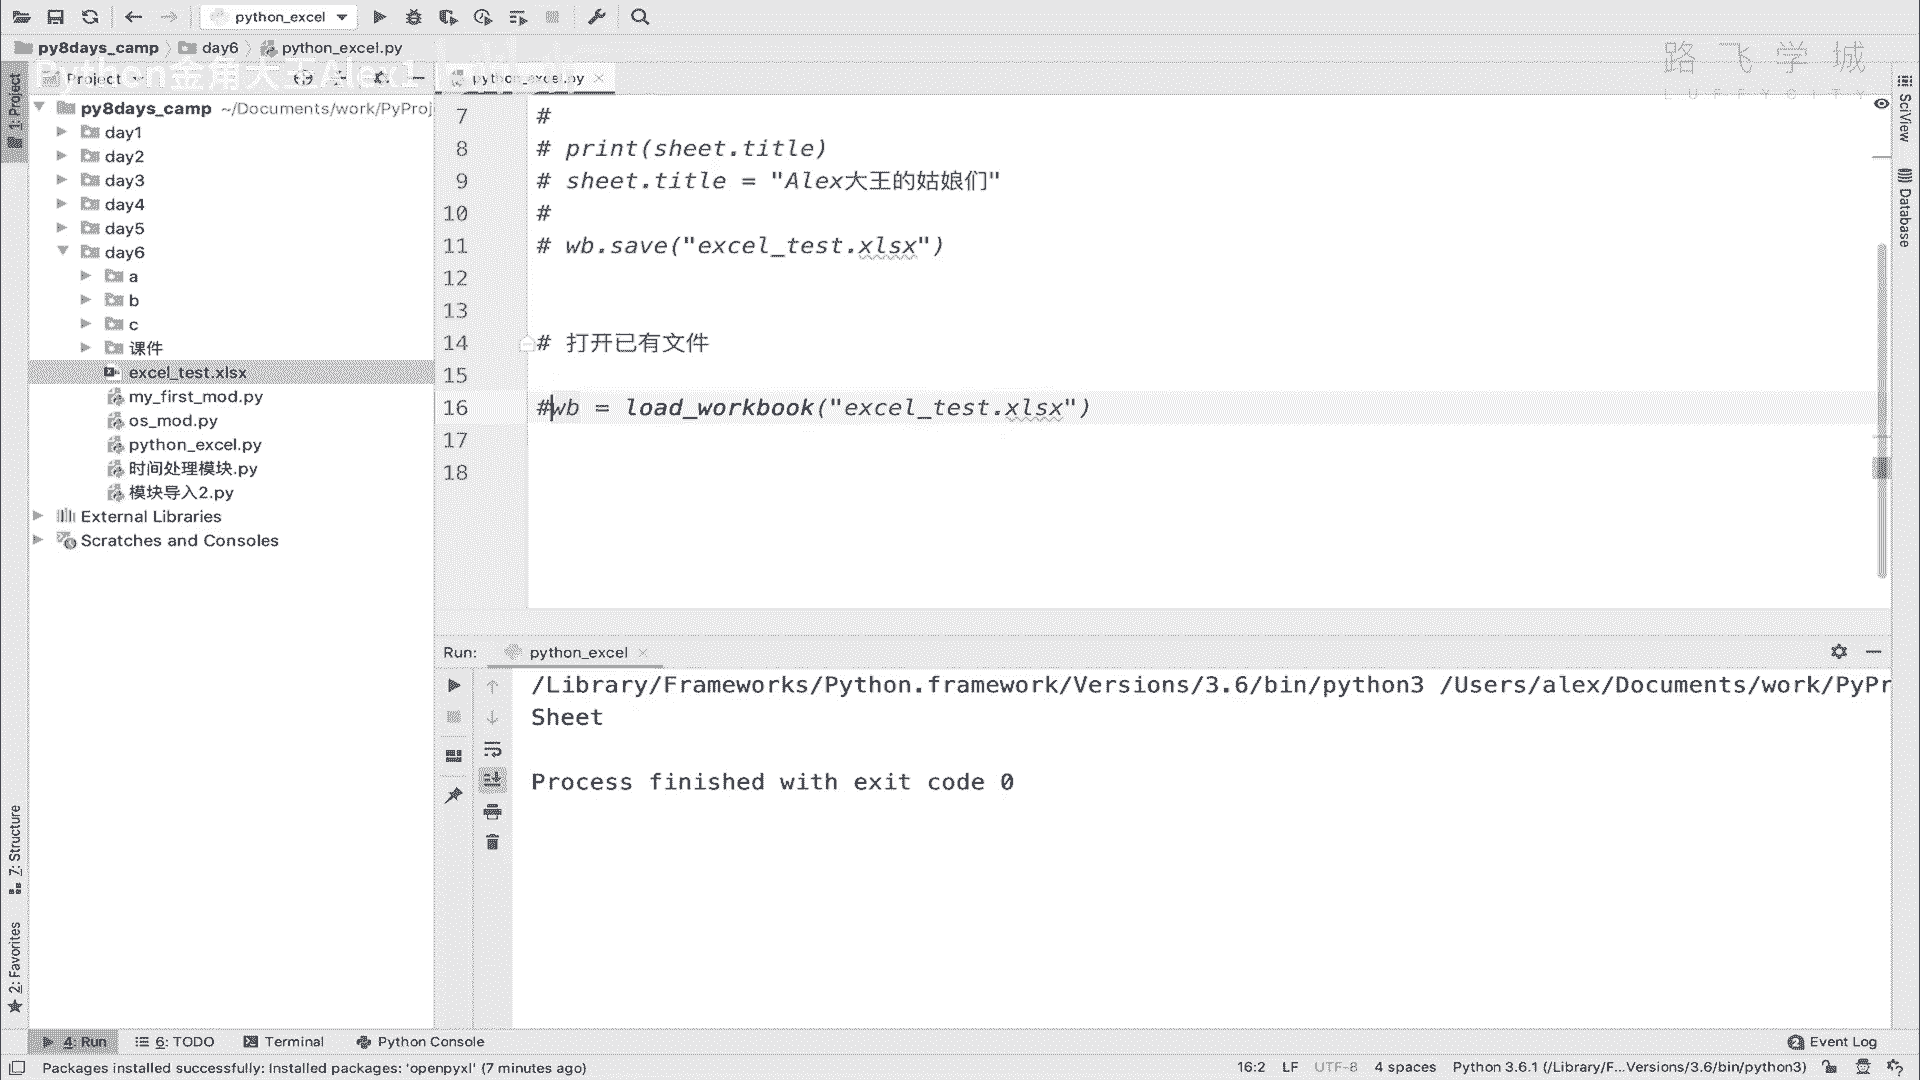 python_excel
py8days_camp day6 python_excel.py
路飞学城
LUFFYCITY
Python金角大王Alex1
Project
python_excel.py
1: Project
py8days_camp ~/Documents/work/PyProj
day1
day2
day3
day4
day5
day6
a
b
c
课件
excel_test.xlsx
my_first_mod.py
os_mod.py
python_excel.py
时间处理模块.py
模块导入2.py
External Libraries
Scratches and Consoles
7 #
8 # print(sheet.title)
9 # sheet.title = "Alex大王的姑娘们"
10 #
11 # wb.save("excel_test.xlsx")
12
13
14 # 打开已有文件
15
16 #wb = load_workbook("excel_test.xlsx")
17
18
SciView
Database
Run: python_excel
/Library/Frameworks/Python.framework/Versions/3.6/bin/python3 /Users/alex/Documents/work/PyPr
Sheet
Process finished with exit code 0
7: Structure
2: Favorites
4: Run 6: TODO Terminal Python Console 2 Event Log
Packages installed successfully: Installed packages: 'openpyxl' (7 minutes ago) 16:2 LF UTF-8 4 spaces Python 3.6.1 (/Library/F...Versions/3.6/bin/python3)